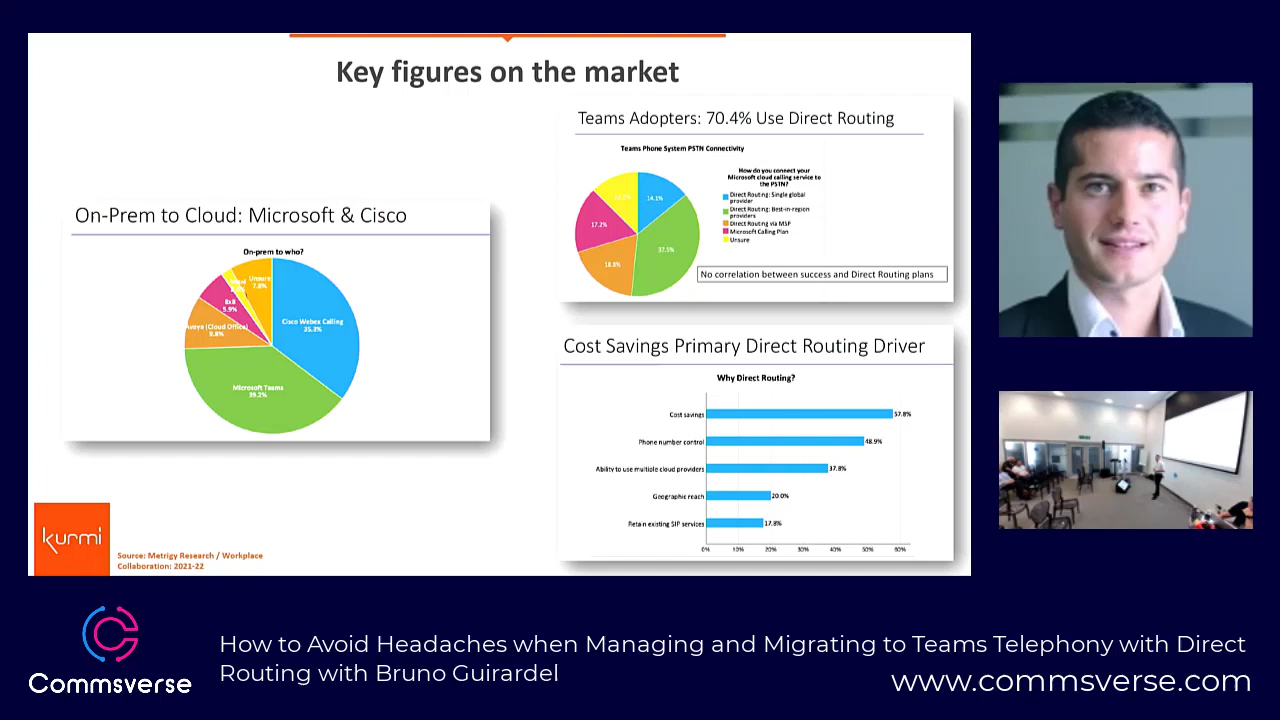 Key figures on the market
On-Prem to Cloud: Microsoft & Cisco
On-prem to who?
Unsure
7.8%
8x8
5.9%
Avaya (Cloud Office)
9.8%
Cisco Webex Calling
35.3%
Microsoft Teams
39.2%
Teams Adopters: 70.4% Use Direct Routing
Teams Phone System PSTN Connectivity
14.1%
17.2%
37.5%
18.8%
How do you connect your
Microsoft cloud calling service to
the PSTN?
Direct Routing: Single global
provider
Direct Routing: Best-in-region
providers
Direct Routing via MSP
Microsoft Calling Plan
Unsure
No correlation between success and Direct Routing plans
Cost Savings Primary Direct Routing Driver
Why Direct Routing?
Cost savings 57.8%
Phone number control 48.9%
Ability to use multiple cloud providers 37.8%
Geographic reach 20.0%
Retain existing SIP services 17.8%
0% 10% 20% 30% 40% 50% 60%
kurmi
Source: Metrigy Research / Workplace
Collaboration: 2021-22
Commsverse
How to Avoid Headaches when Managing and Migrating to Teams Telephony with Direct
Routing with Bruno Guirardel
www.commsverse.com